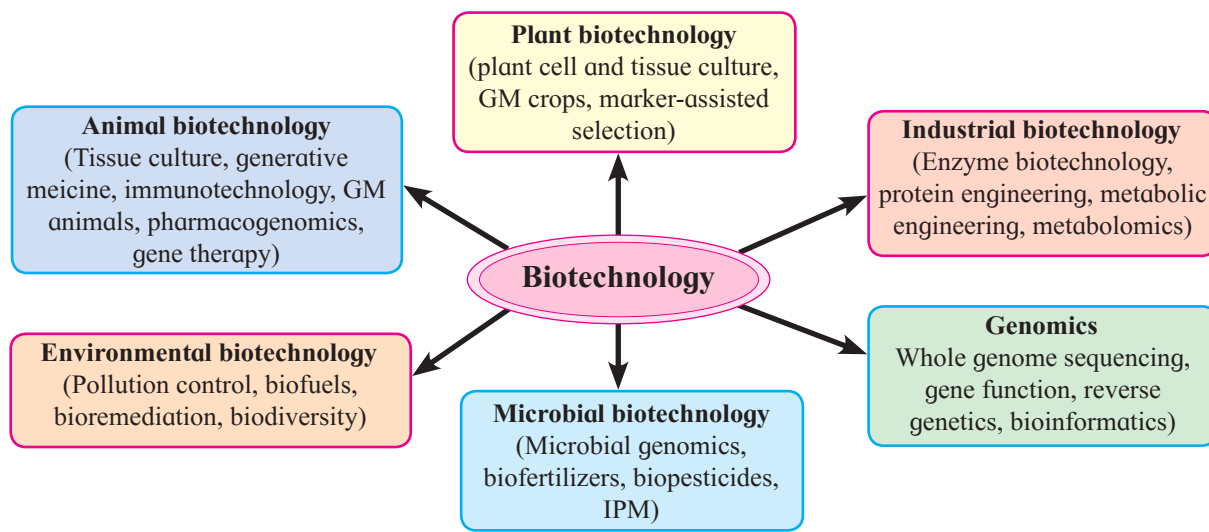 Plant biotechnology
(plant cell and tissue culture,
GM crops, marker-assisted
selection)
Animal biotechnology
(Tissue culture, generative
meicine, immunotechnology, GM
animals, pharmacogenomics,
gene therapy)
Industrial biotechnology
(Enzyme biotechnology,
protein engineering, metabolic
engineering, metabolomics)
Biotechnology
Environmental biotechnology
(Pollution control, biofuels,
bioremediation, biodiversity)
Microbial biotechnology
(Microbial genomics,
biofertilizers, biopesticides,
IPM)
Genomics
Whole genome sequencing,
gene function, reverse
genetics, bioinformatics)